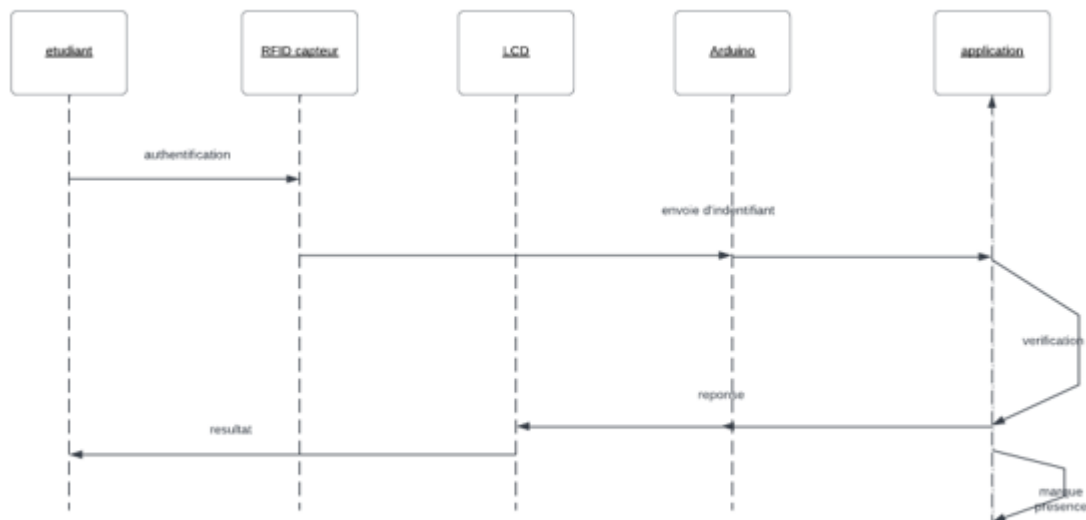 etudiant
RFID capteur
LCD
Arduino
application
authentification
envoie d'indentifiant
verification
reponse
resultat
marque
presence